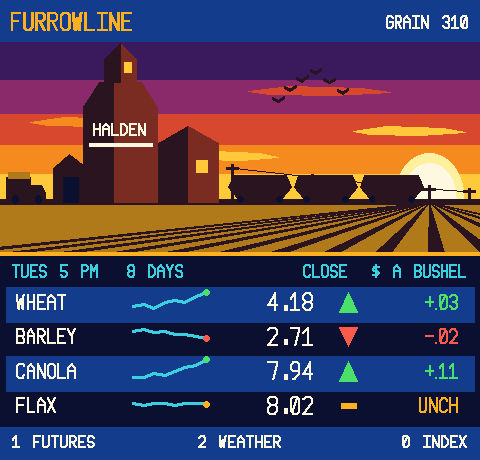 FURROWLINE GRAIN 310
HALDEN
TUES 5 PM 8 DAYS CLOSE $ A BUSHEL
WHEAT 4.18 +.03
BARLEY 2.71 -.02
CANOLA 7.94 +.11
FLAX 8.02 UNCH
1 FUTURES 2 WEATHER 0 INDEX